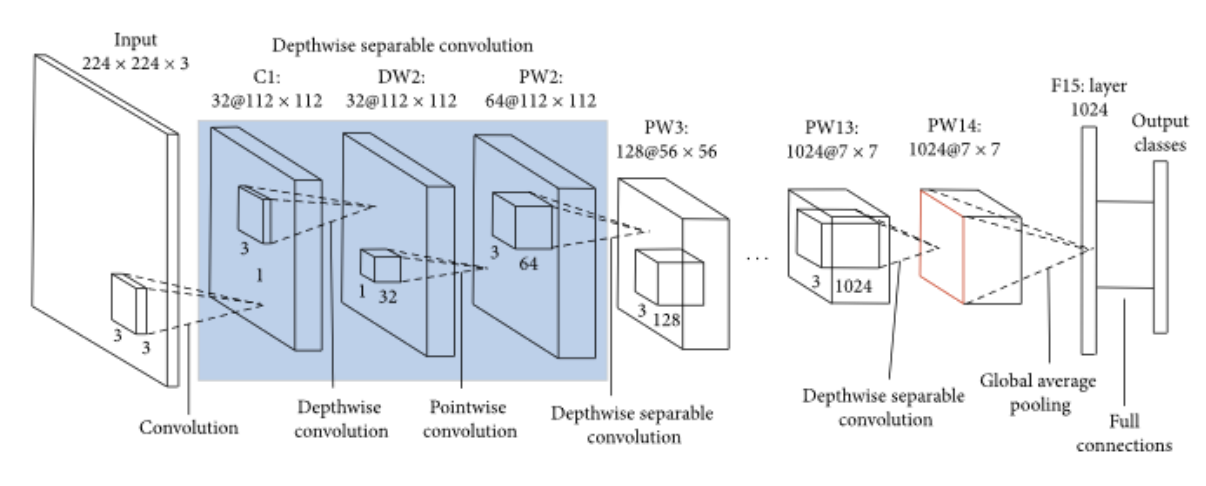 Input
224 × 224 × 3
Depthwise separable convolution
C1:
32@112 × 112
DW2:
32@112 × 112
PW2:
64@112 × 112
PW3:
128@56 × 56
PW13:
1024@7 × 7
PW14:
1024@7 × 7
F15: layer
1024
Output
classes
3
3
3
1
1
32
3
64
3
128
...
3
1024
Convolution
Depthwise
convolution
Pointwise
convolution
Depthwise separable
convolution
Depthwise separable
convolution
Global average
pooling
Full
connections